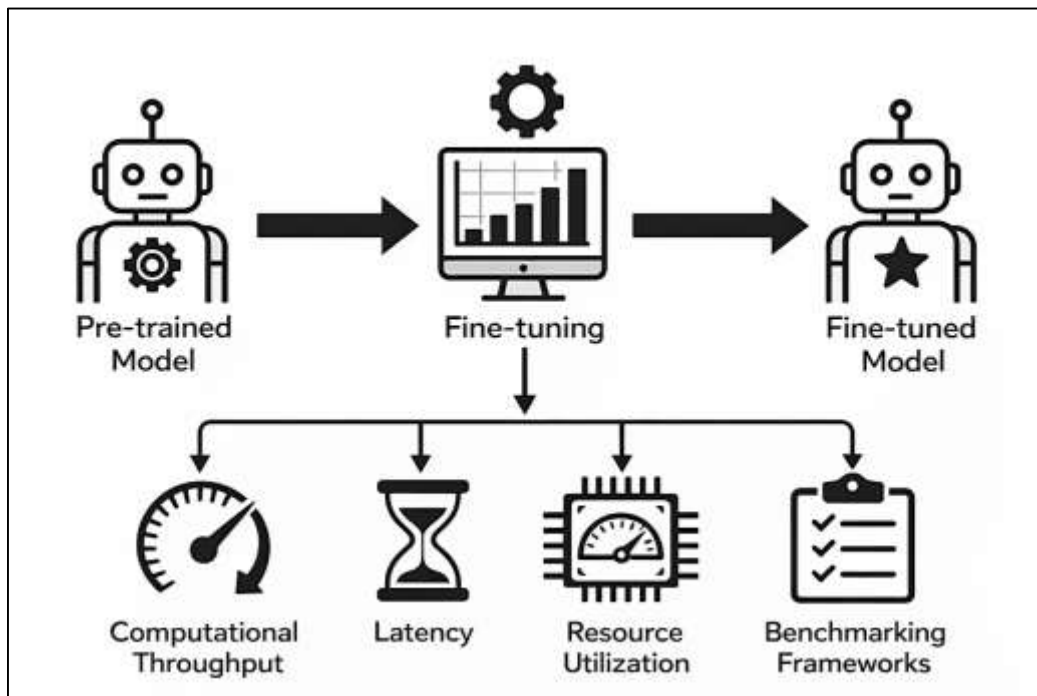 Pre-trained
Model
Fine-tuning
Fine-tuned
Model
Computational
Throughput
Latency
Resource
Utilization
Benchmarking
Frameworks